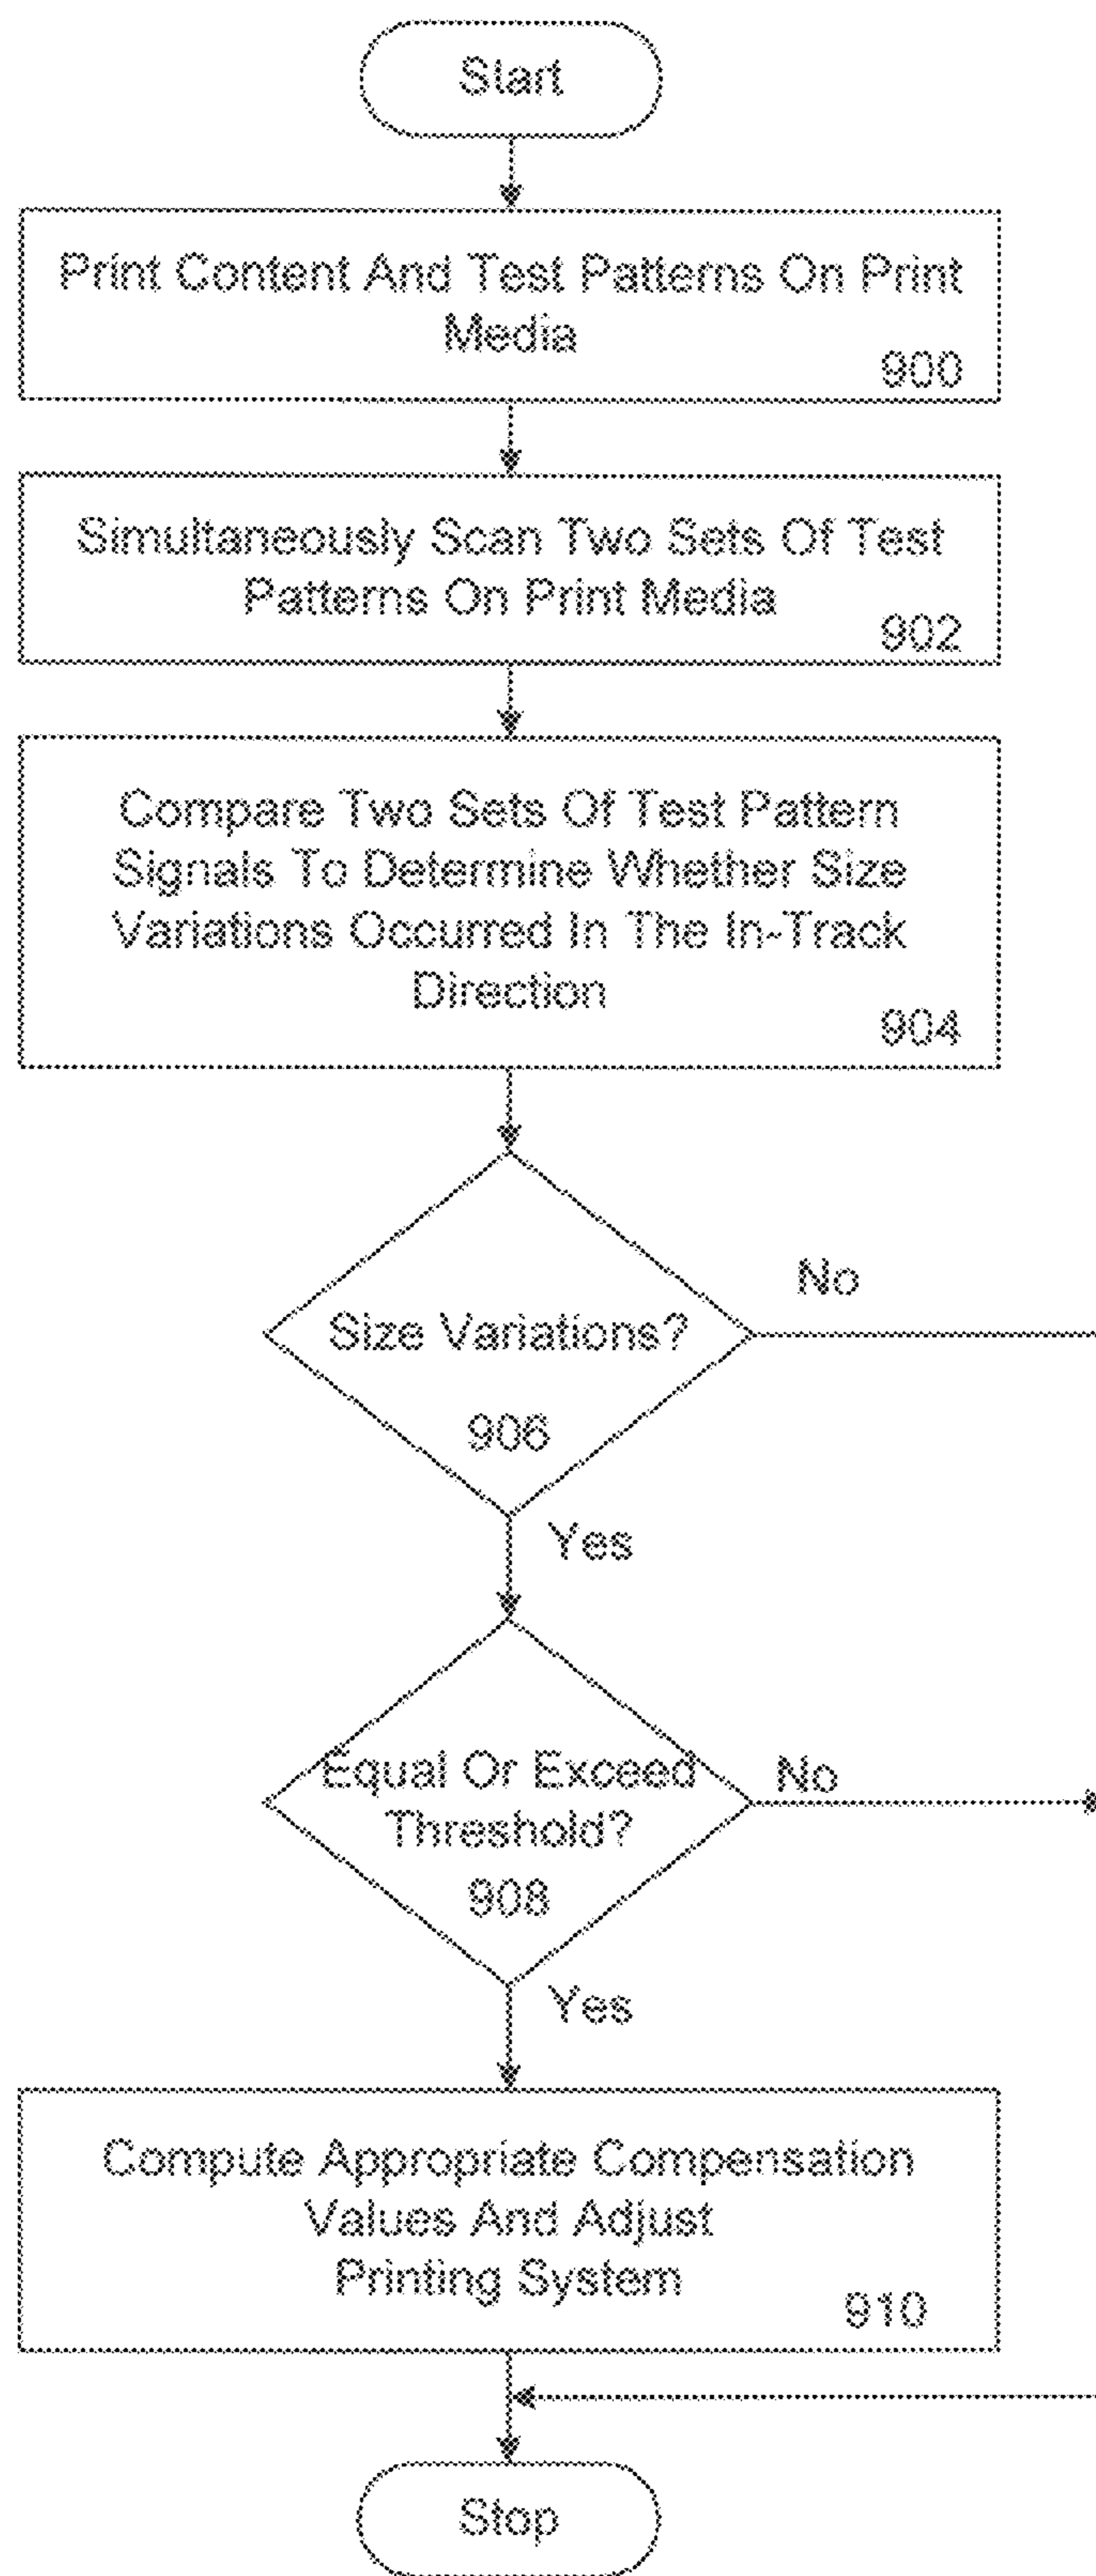 Start
Print Content And Test Patterns On Print
Media
900
Simultaneously Scan Two Sets Of Test
Patterns On Print Media
902
Compare Two Sets Of Test Pattern
Signals To Determine Whether Size
Variations Occurred In The In-Track
Direction
904
No
Size Variations?
906
Yes
Equal Or Exceed
No
Threshold?
908
Yes
Compute Appropriate Compensation
Values And Adjust
Printing System
910
Stop